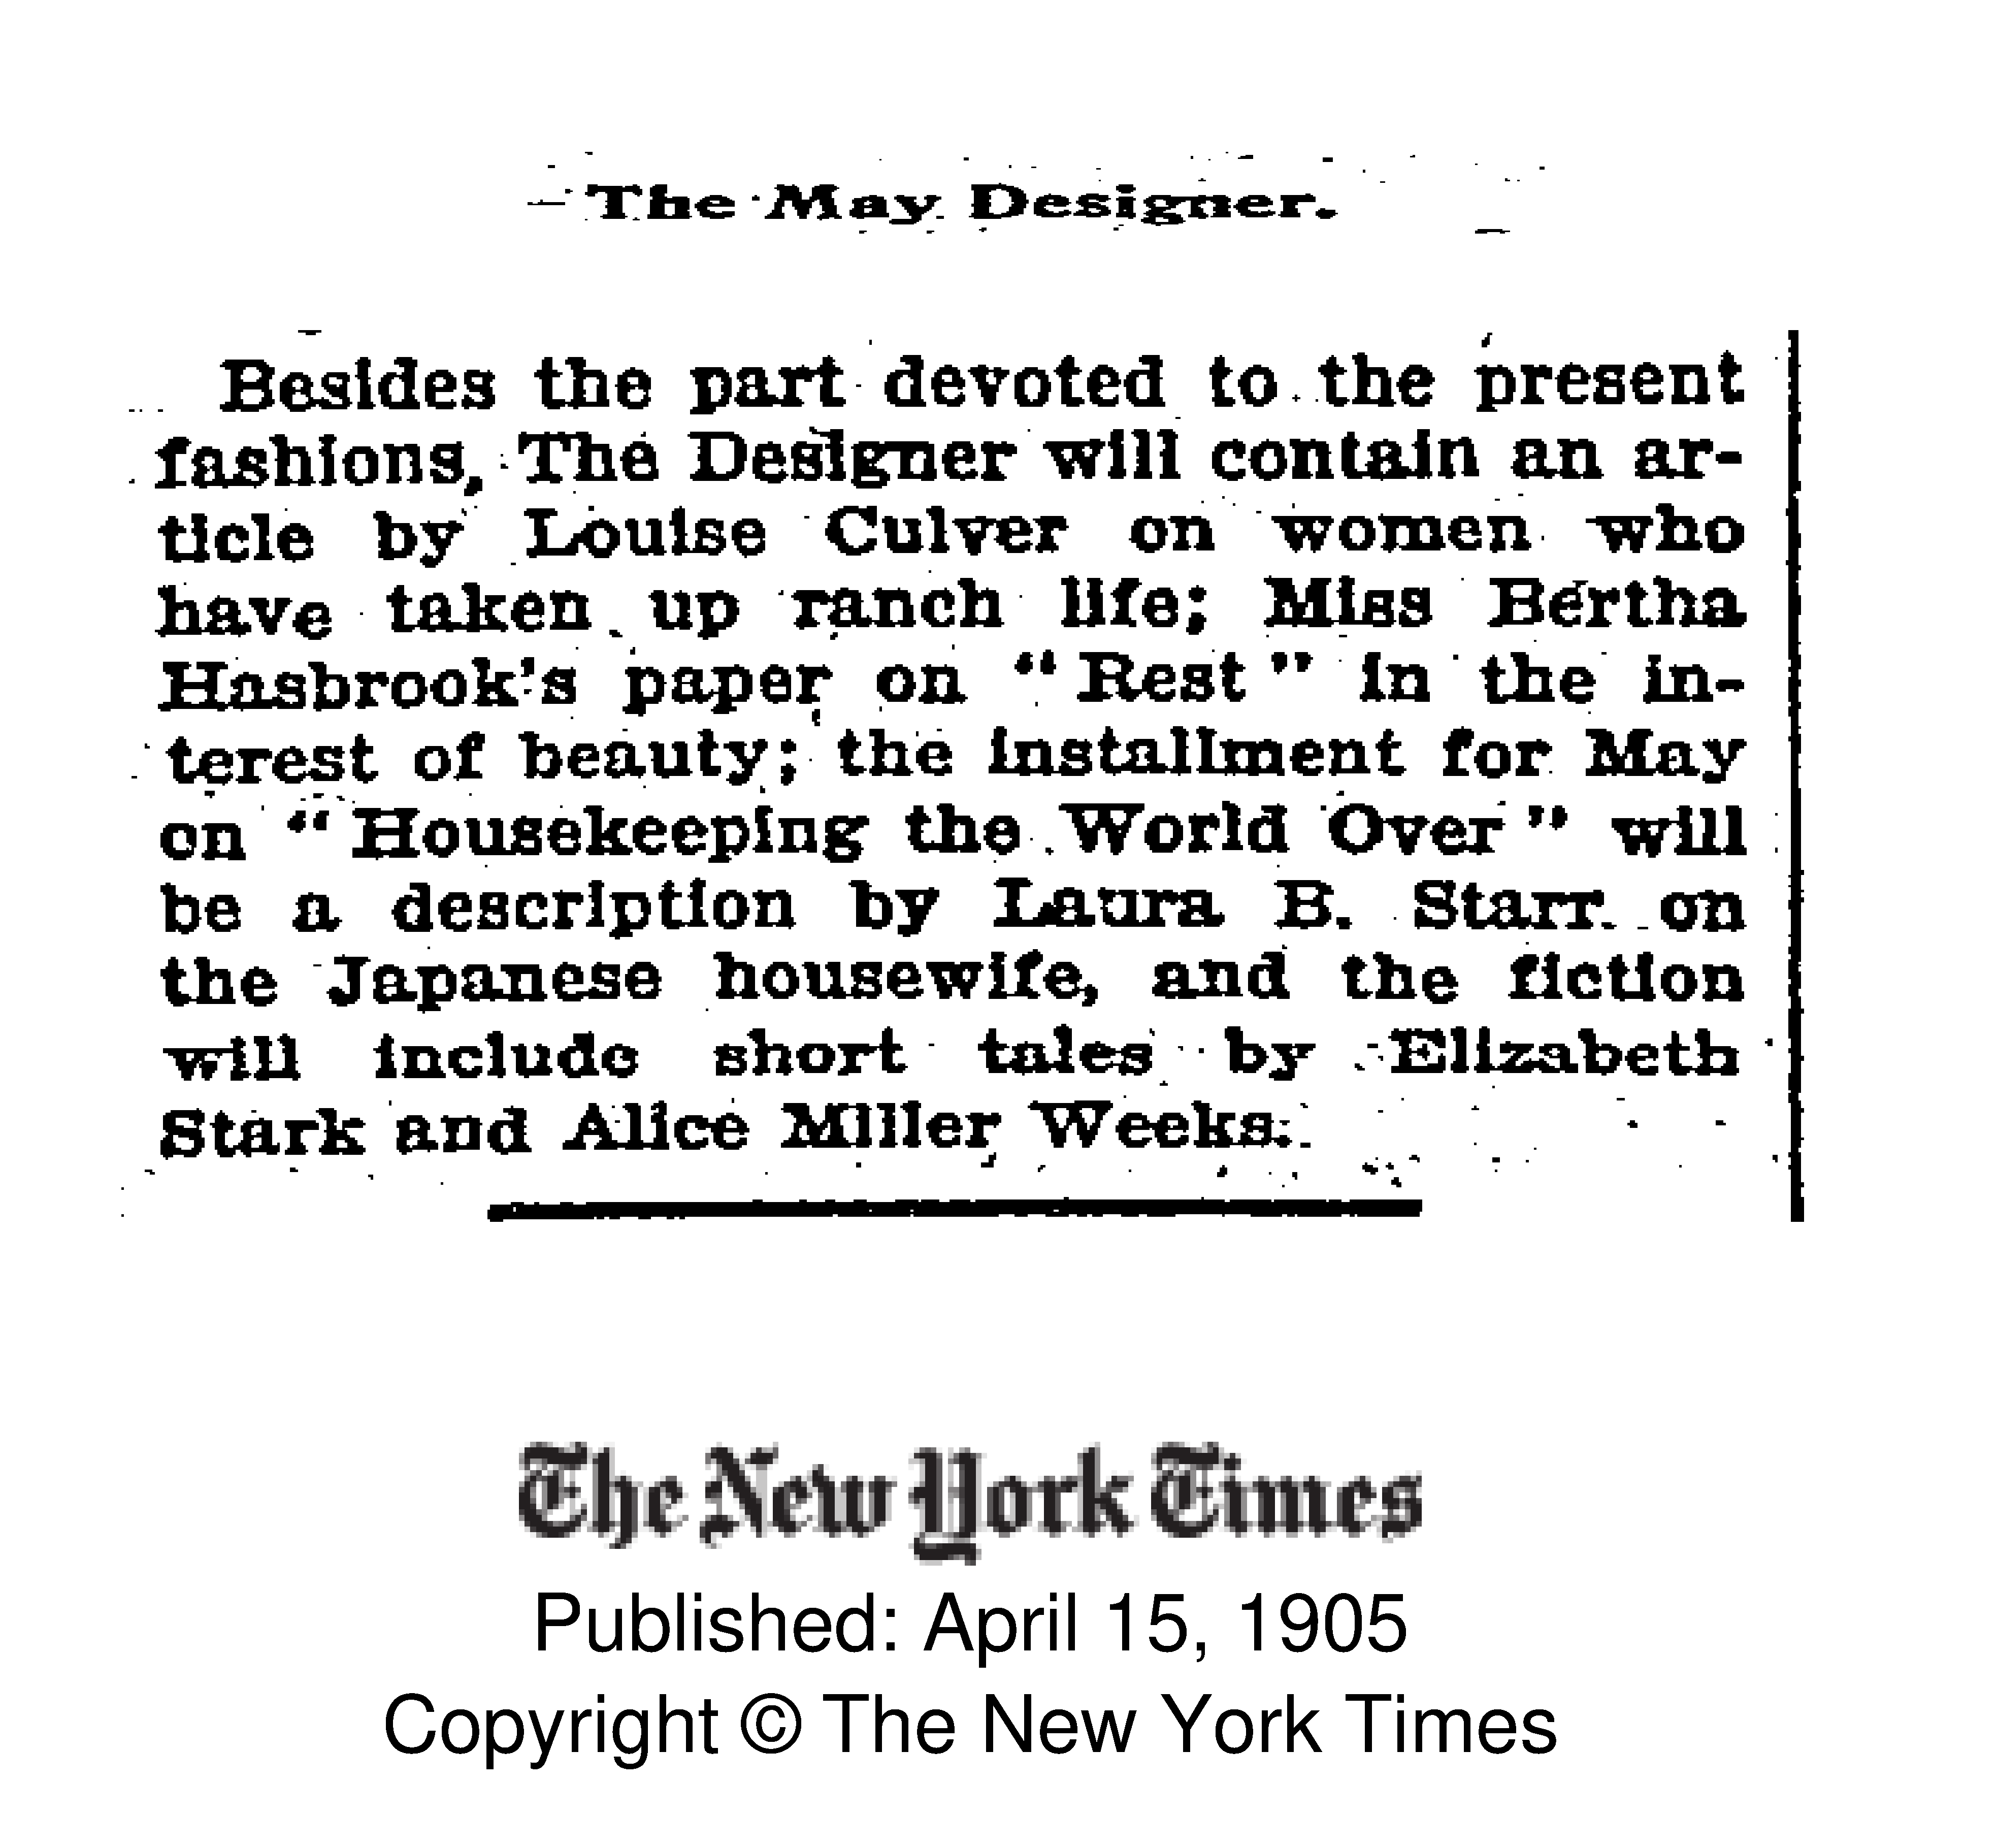 The May Designer.
Besides the part devoted to the present
fashions, The Designer will contain an ar-
ticle by Louise Culver on women who
have taken up ranch life; Miss Bertha
Hasbrook's paper on "Rest" in the in-
terest of beauty; the installment for May
on "Housekeeping the World Over" will
be a description by Laura B. Starr on
the Japanese housewife, and the fiction
will include short tales by Elizabeth
Stark and Alice Miller Weeks.
The New York Times
Published: April 15, 1905
Copyright © The New York Times